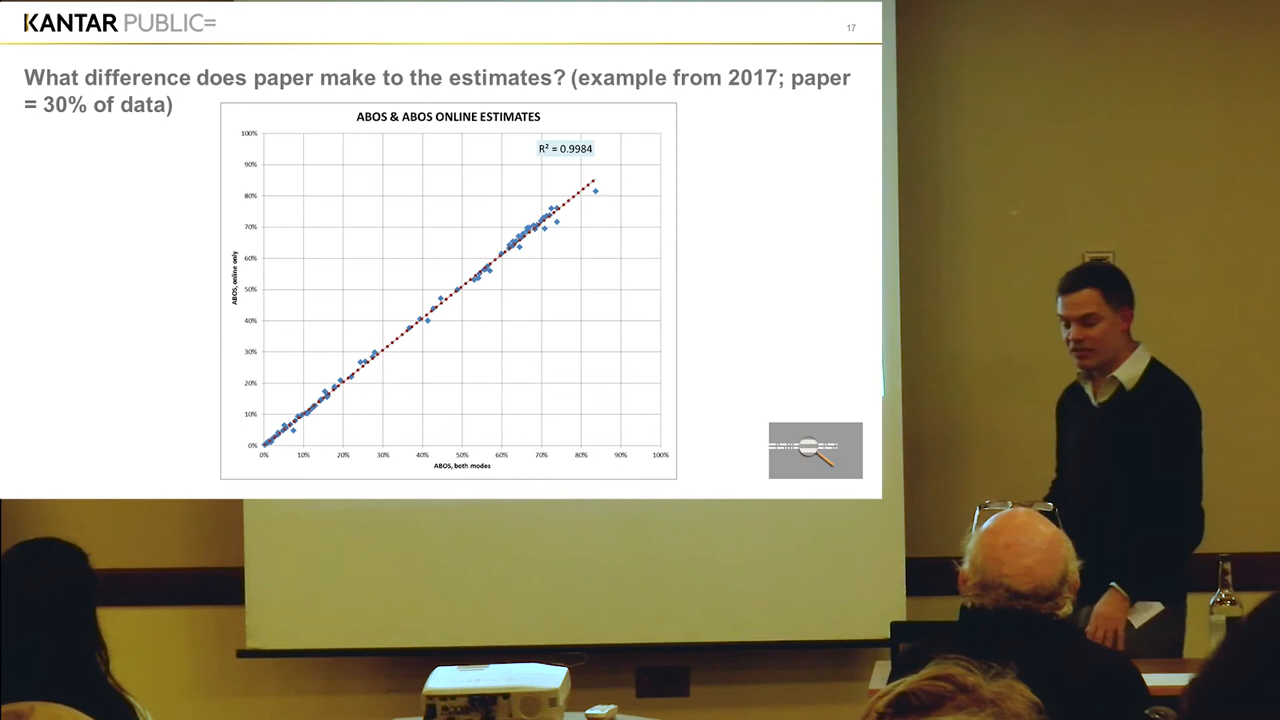 KANTAR PUBLIC=
17
What difference does paper make to the estimates? (example from 2017; paper
= 30% of data)
ABOS & ABOS ONLINE ESTIMATES
R² = 0.9984
100%
90%
80%
70%
60%
50%
40%
30%
20%
10%
0%
ABOS, online only
0% 10% 20% 30% 40% 50% 60% 70% 80% 90% 100%
ABOS, both modes